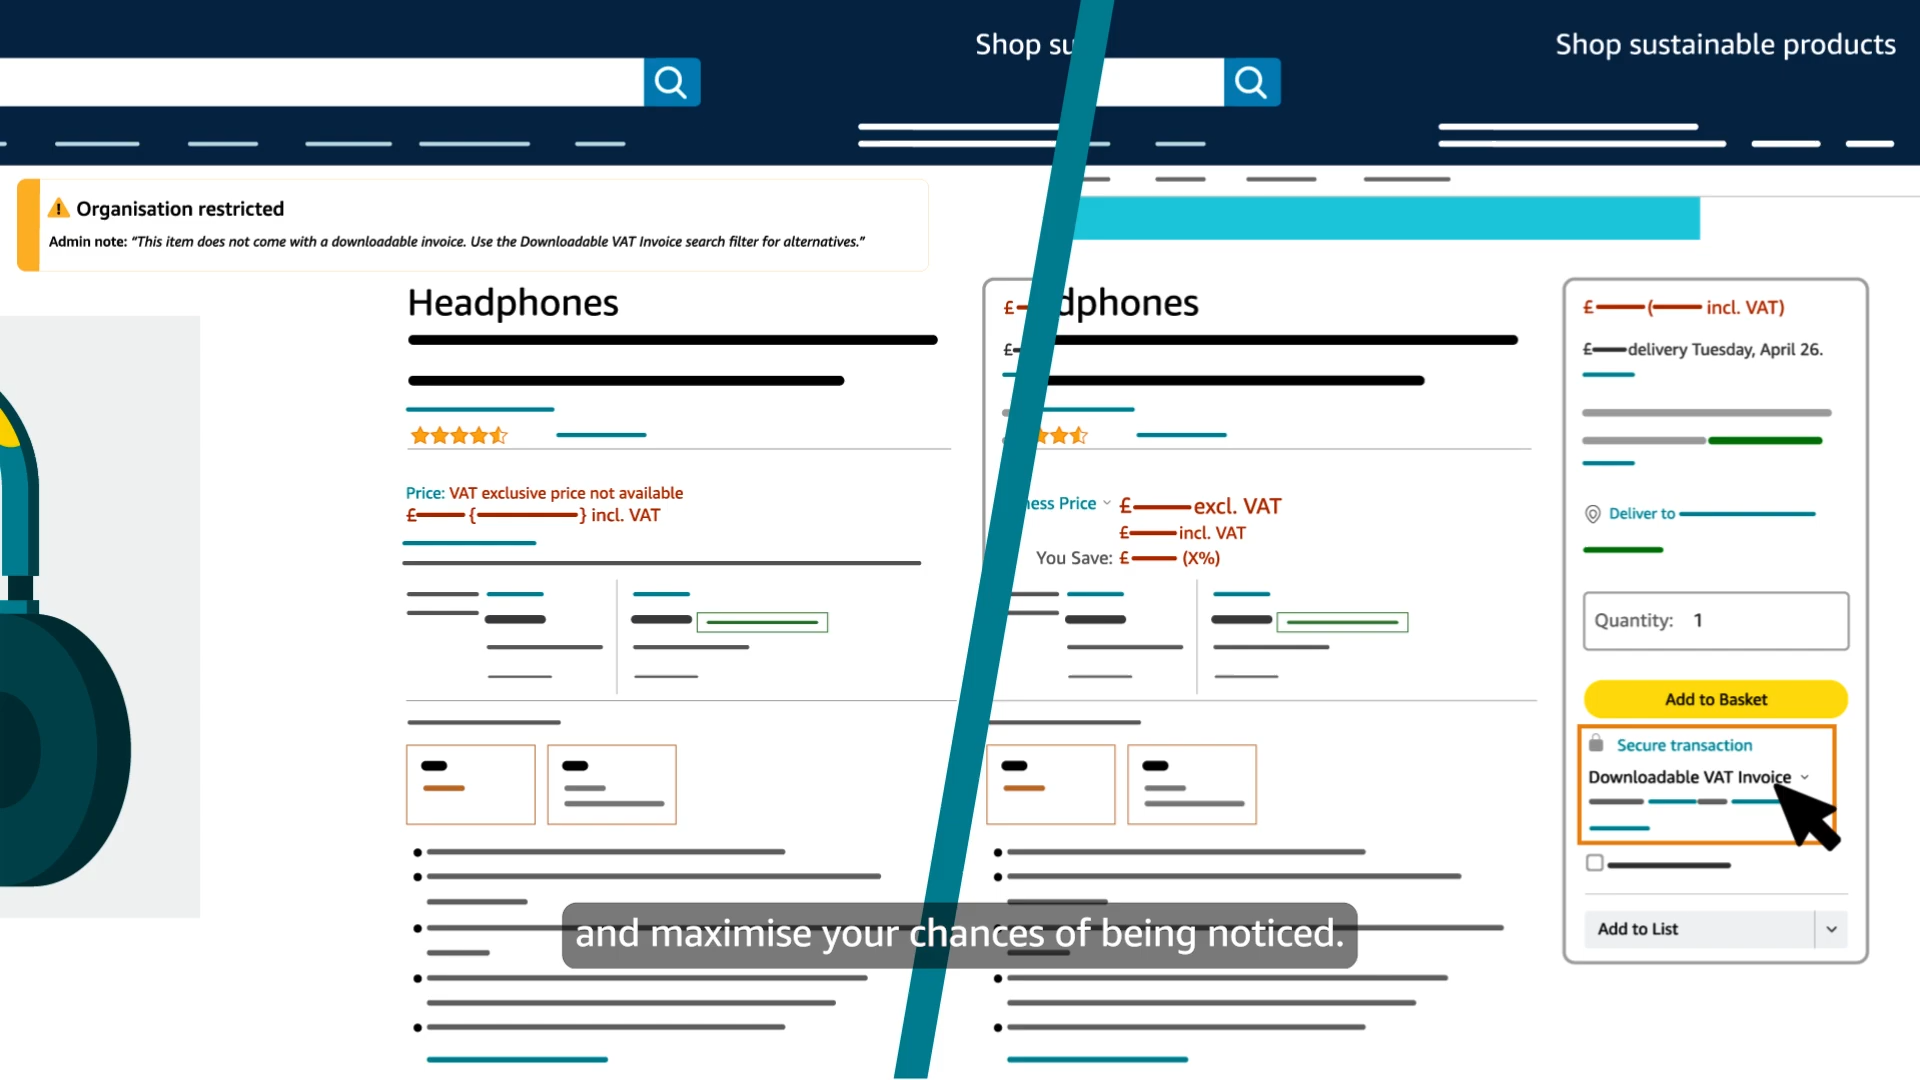 Shop su
Shop sustainable products
Organisation restricted
Admin note: “This item does not come with a downloadable invoice. Use the Downloadable VAT Invoice search filter for alternatives.”
Headphones
Price: VAT exclusive price not available
£ { } incl. VAT
£
£
dphones
ness Price £ excl. VAT
£ incl. VAT
You Save: £ (X%)
£ ( incl. VAT)
£ delivery Tuesday, April 26.
Deliver to
Quantity: 1
Add to Basket
Secure transaction
Downloadable VAT Invoice
Add to List
and maximise your chances of being noticed.